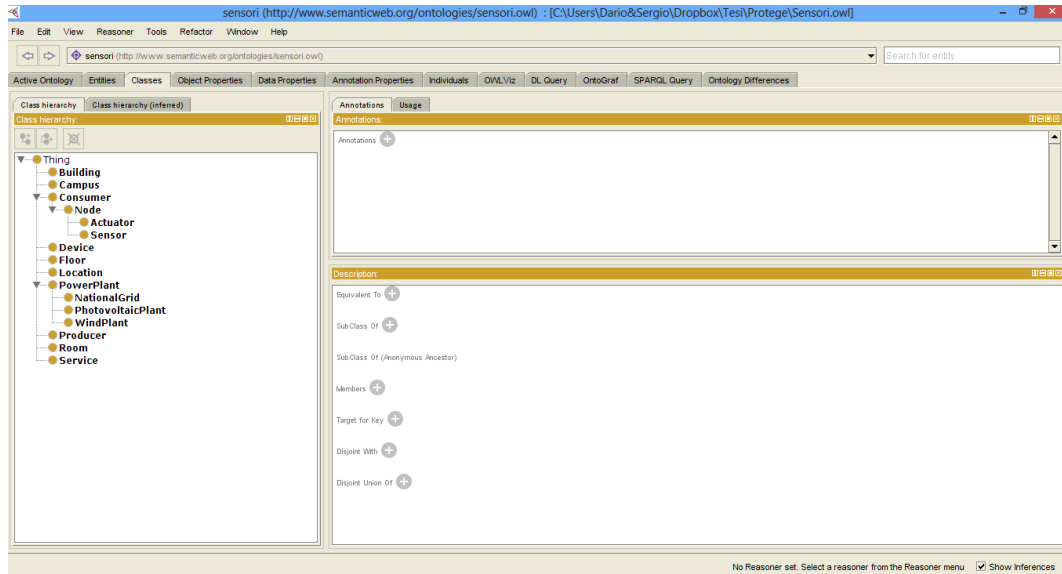 sensori (http://www.semanticweb.org/ontologies/sensori.owl) : [C:\Users\Dario&Sergio\Dropbox\Tesi\Protege\Sensori.owl]
File Edit View Reasoner Tools Refactor Window Help
sensori (http://www.semanticweb.org/ontologies/sensori.owl)
Search for entity
Active Ontology Entities Classes Object Properties Data Properties Annotation Properties Individuals OWLViz DL Query OntoGraf SPARQL Query Ontology Differences
Class hierarchy Class hierarchy (inferred)
Class hierarchy:
Thing
Building
Campus
Consumer
Node
Actuator
Sensor
Device
Floor
Location
PowerPlant
NationalGrid
PhotovoltaicPlant
WindPlant
Producer
Room
Service
Annotations Usage
Annotations:
Annotations
Description:
Equivalent To
SubClass Of
SubClass Of (Anonymous Ancestor)
Members
Target for Key
Disjoint With
Disjoint Union Of
No Reasoner set. Select a reasoner from the Reasoner menu Show Inferences